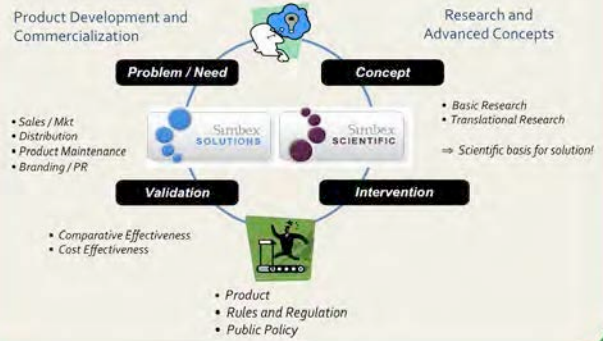 Product Development and
Commercialization
Research and
Advanced Concepts
Problem / Need
Concept
• Sales / Mkt
• Distribution
• Product Maintenance
• Branding / PR
Simbex
SOLUTIONS
Simbex
SCIENTIFIC
• Basic Research
• Translational Research
⇒ Scientific basis for solution!
Validation
Intervention
• Comparative Effectiveness
• Cost Effectiveness
• Product
• Rules and Regulation
• Public Policy